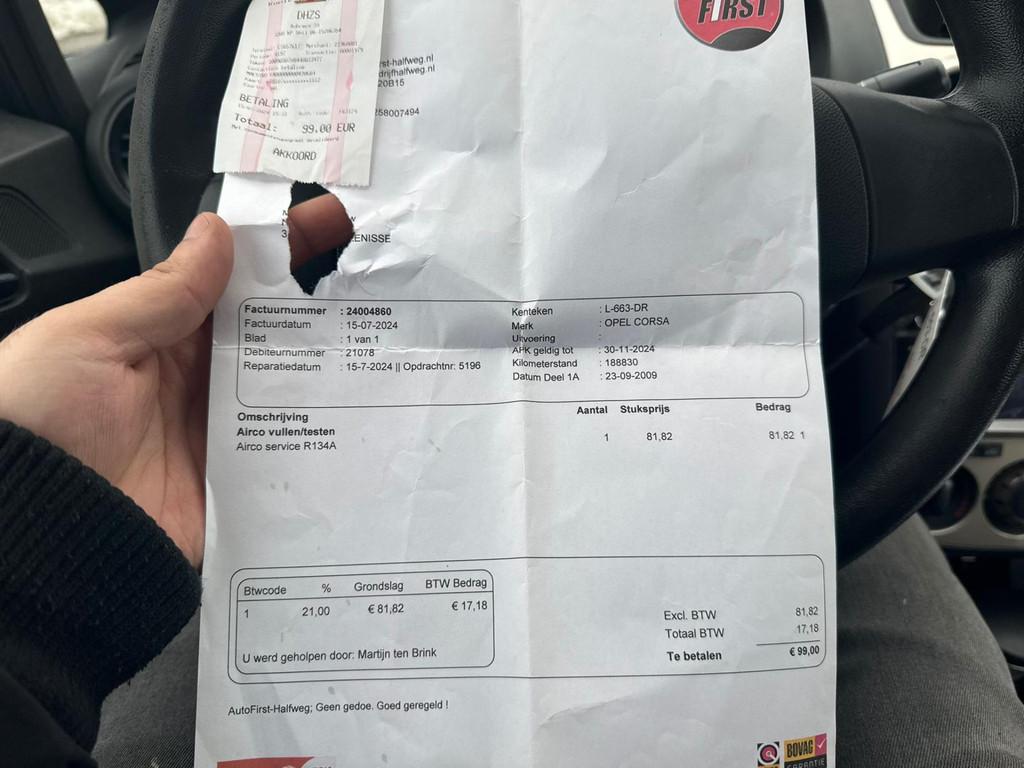 FIRST
DHZS
BETALING
Totaal: 99.00 EUR
AKKOORD
rst-halfweg.nl
drijfhalfweg.nl
20B15
258007494
ENISSE
Factuurnummer : 24004860
Factuurdatum : 15-07-2024
Blad : 1 van 1
Debiteurnummer : 21078
Reparatiedatum : 15-7-2024 || Opdrachtnr: 5196
Kenteken : L-663-DR
Merk : OPEL CORSA
Uitvoering :
APK geldig tot : 30-11-2024
Kilometerstand : 188830
Datum Deel 1A : 23-09-2009
Omschrijving Aantal Stuksprijs Bedrag
Airco vullen/testen
Airco service R134A 1 81,82 81,82 1
Btwcode % Grondslag BTW Bedrag
1 21,00 € 81,82 € 17,18
U werd geholpen door: Martijn ten Brink
Excl. BTW 81,82
Totaal BTW 17,18
Te betalen € 99,00
AutoFirst-Halfweg; Geen gedoe. Goed geregeld !
BOVAG
GARANTIE